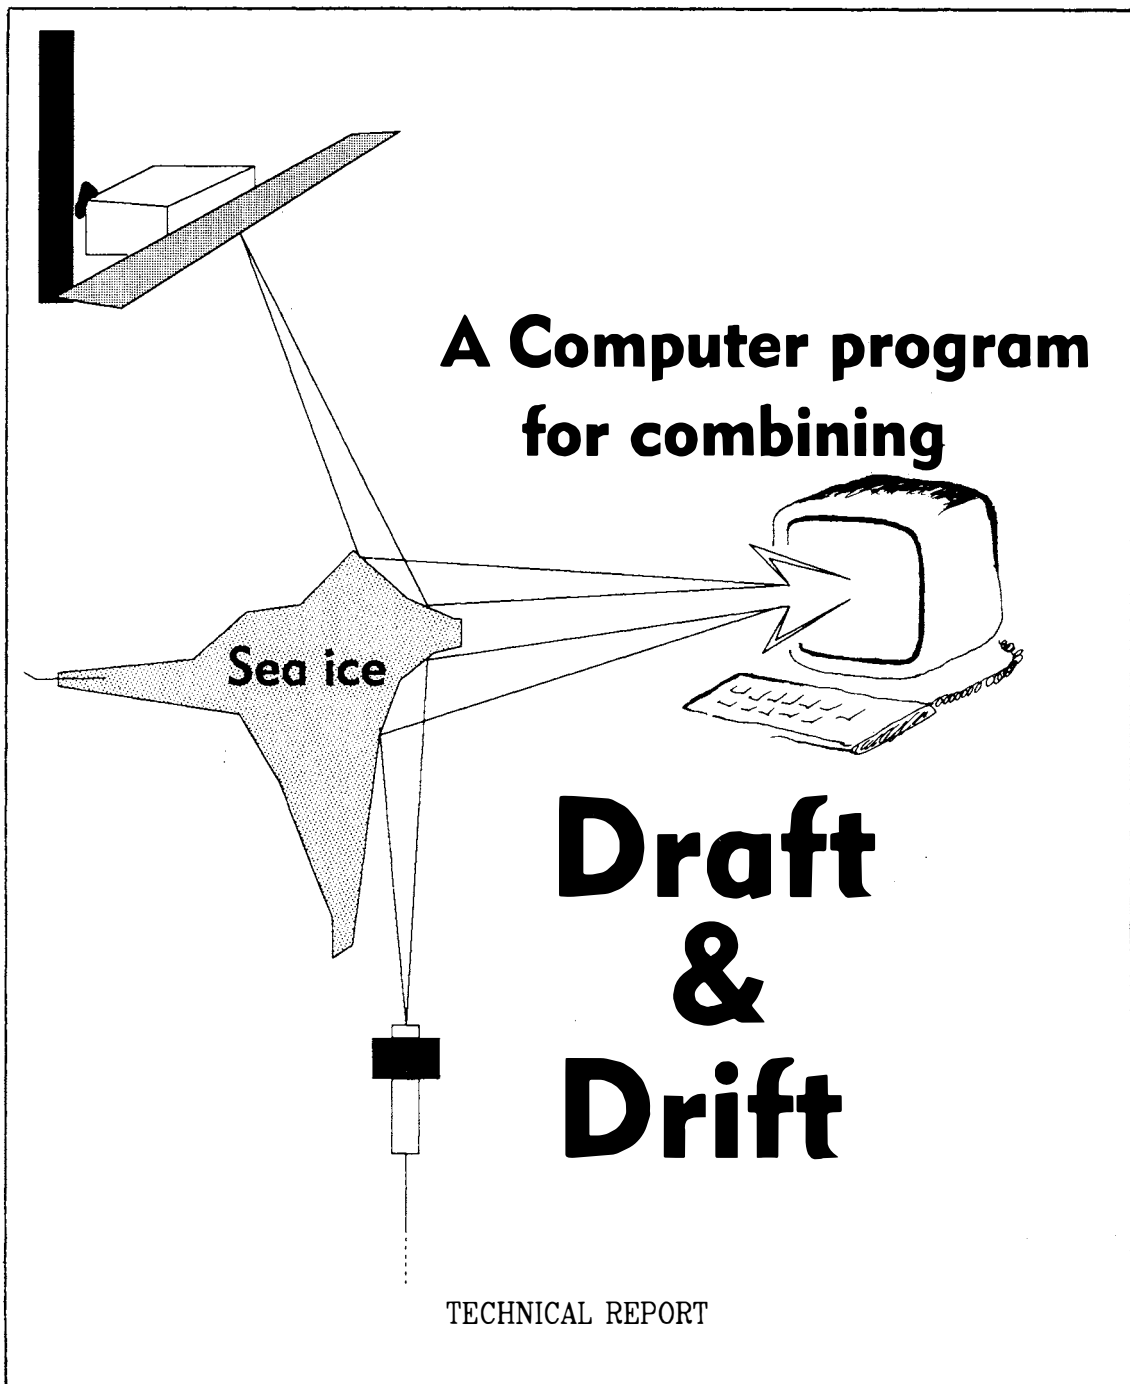 A Computer program
for combining
Sea ice
Draft
&
Drift
TECHNICAL REPORT